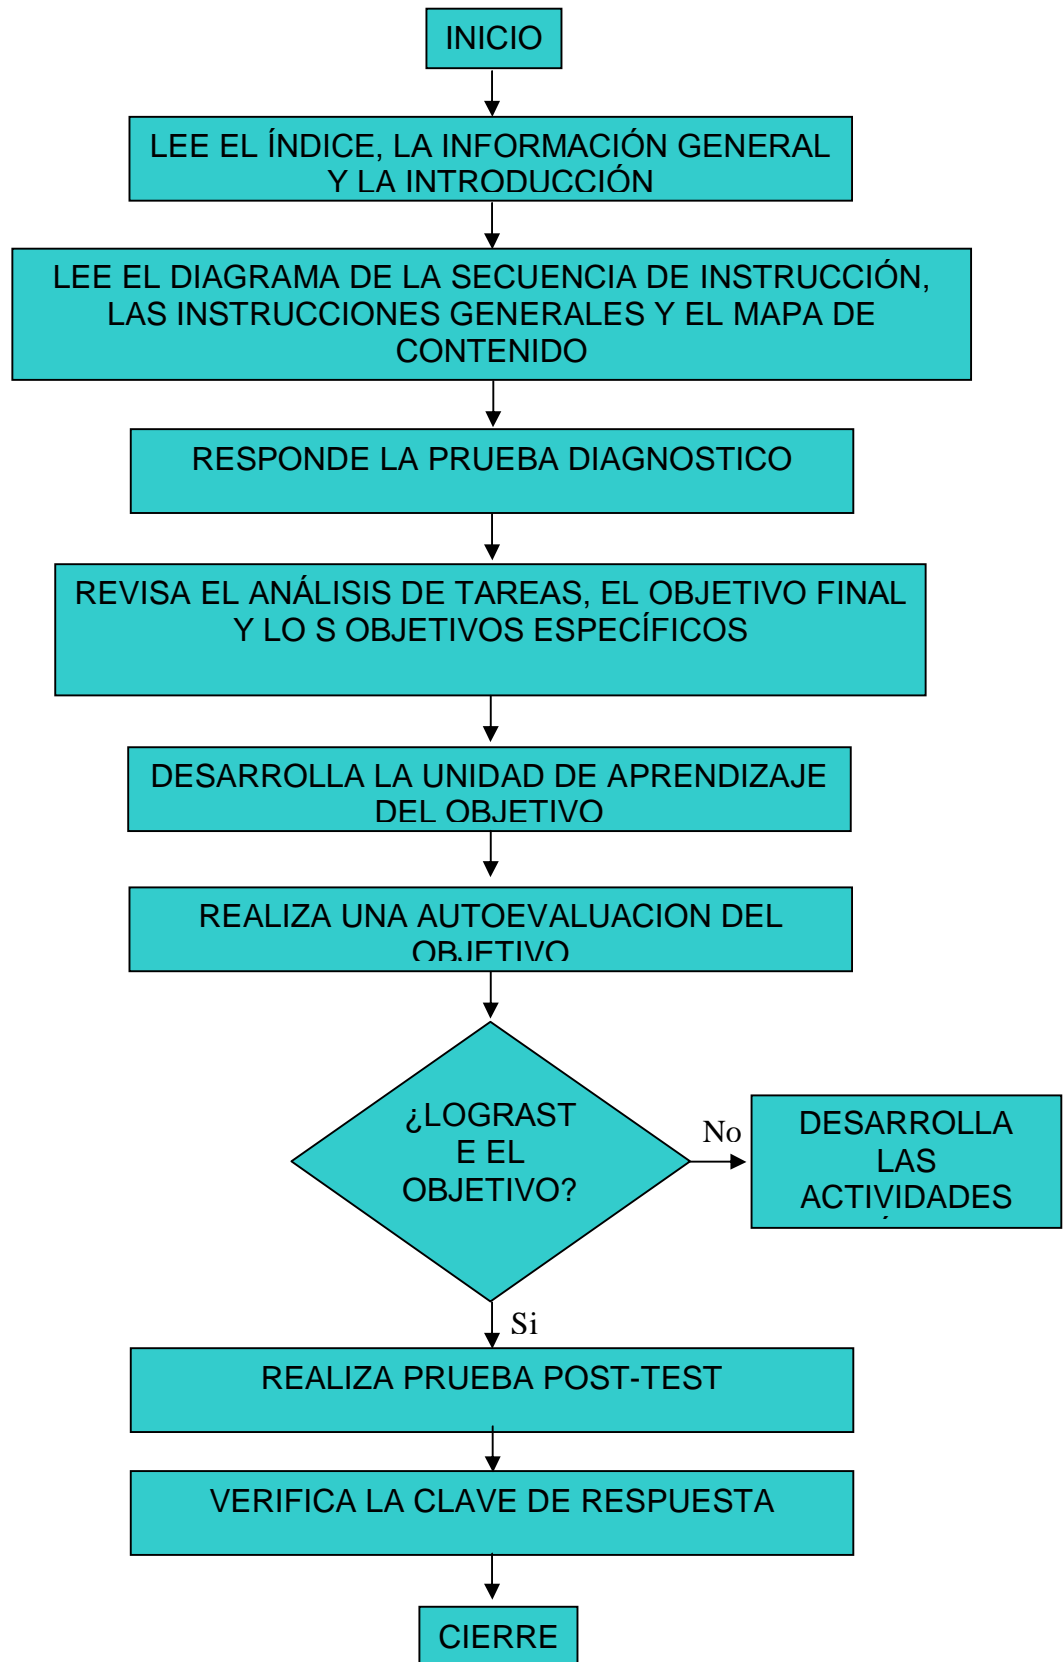 INICIO
LEE EL ÍNDICE, LA INFORMACIÓN GENERAL
Y LA INTRODUCCIÓN
LEE EL DIAGRAMA DE LA SECUENCIA DE INSTRUCCIÓN,
LAS INSTRUCCIONES GENERALES Y EL MAPA DE
CONTENIDO
RESPONDE LA PRUEBA DIAGNOSTICO
REVISA EL ANÁLISIS DE TAREAS, EL OBJETIVO FINAL
Y LO S OBJETIVOS ESPECÍFICOS
DESARROLLA LA UNIDAD DE APRENDIZAJE
DEL OBJETIVO
REALIZA UNA AUTOEVALUACION DEL
OBJETIVO
¿LOGRAST
E EL
OBJETIVO?
No
DESARROLLA
LAS
ACTIVIDADES
Si
REALIZA PRUEBA POST-TEST
VERIFICA LA CLAVE DE RESPUESTA
CIERRE